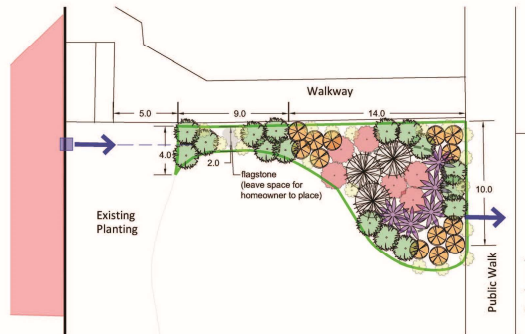 Walkway
5.0
9.0
14.0
4.0
2.0
flagstone
(leave space for
homeowner to place)
10.0
Existing
Planting
Public Walk